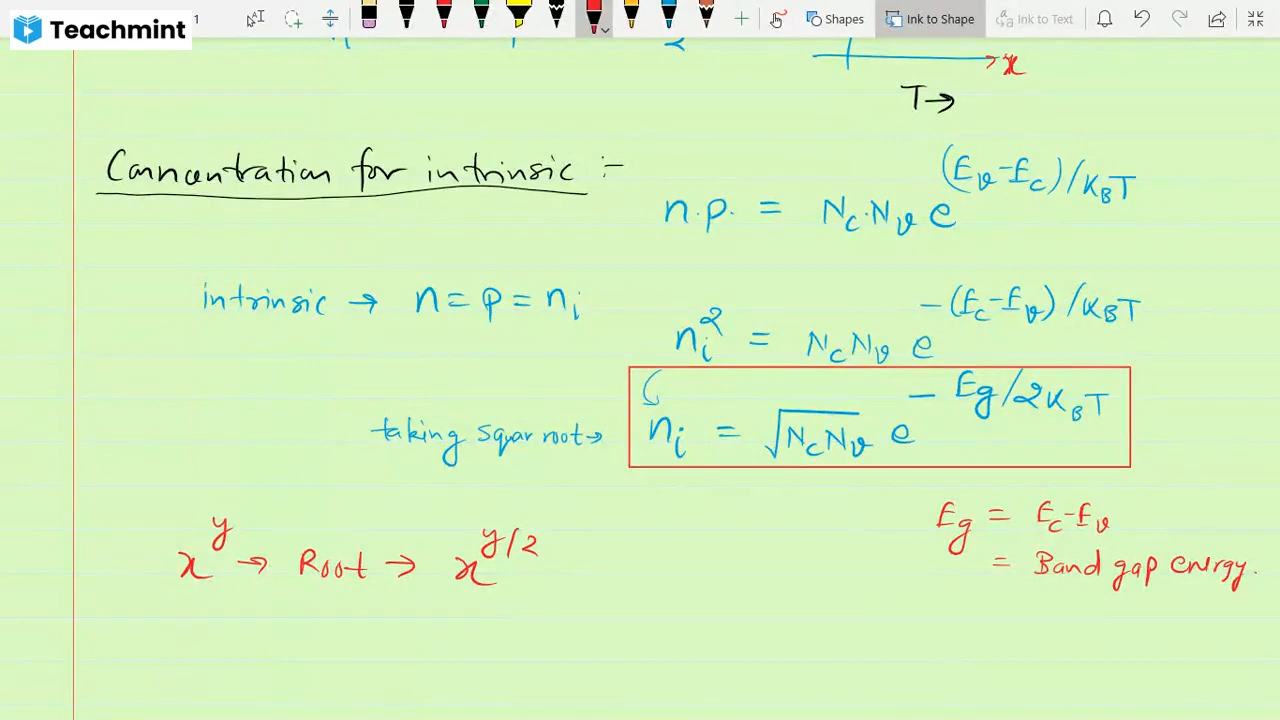 Teachmint
1
Shapes
Ink to Shape
Ink to Text
x
T→
Concentration for intrinsic :-
n.p. = N_c.N_v e^(E_v-E_c)/K_BT
intrinsic → n = p = n_i
n_i^2 = N_c N_v e^-(E_c-E_v)/K_BT
taking squar root→ n_i = √N_cN_v e^-Eg/2K_BT
x^y → Root → x^y/2
Eg = E_c-E_v
= Band gap energy.